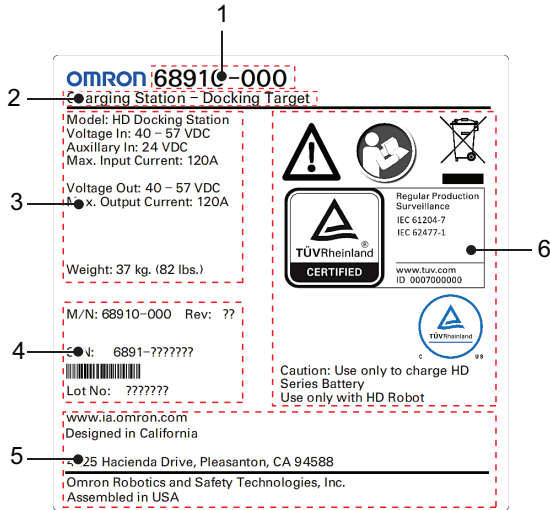 1
OMRON 68910-000
2
Charging Station – Docking Target
Model: HD Docking Station
Voltage In: 40 – 57 VDC
Auxillary In: 24 VDC
Max. Input Current: 120A
Voltage Out: 40 – 57 VDC
3
Max. Output Current: 120A
Weight: 37 kg. (82 lbs.)
M/N: 68910-000 Rev: ??
4
S/N: 6891-???????
Lot No: ???????
TÜVRheinland ®
CERTIFIED
Regular Production
Surveillance
IEC 61204-7
IEC 62477-1
6
www.tuv.com
ID 0007000000
TÜVRheinland
C US
Caution: Use only to charge HD
Series Battery
Use only with HD Robot
www.ia.omron.com
Designed in California
5
Hacienda Drive, Pleasanton, CA 94588
Omron Robotics and Safety Technologies, Inc.
Assembled in USA